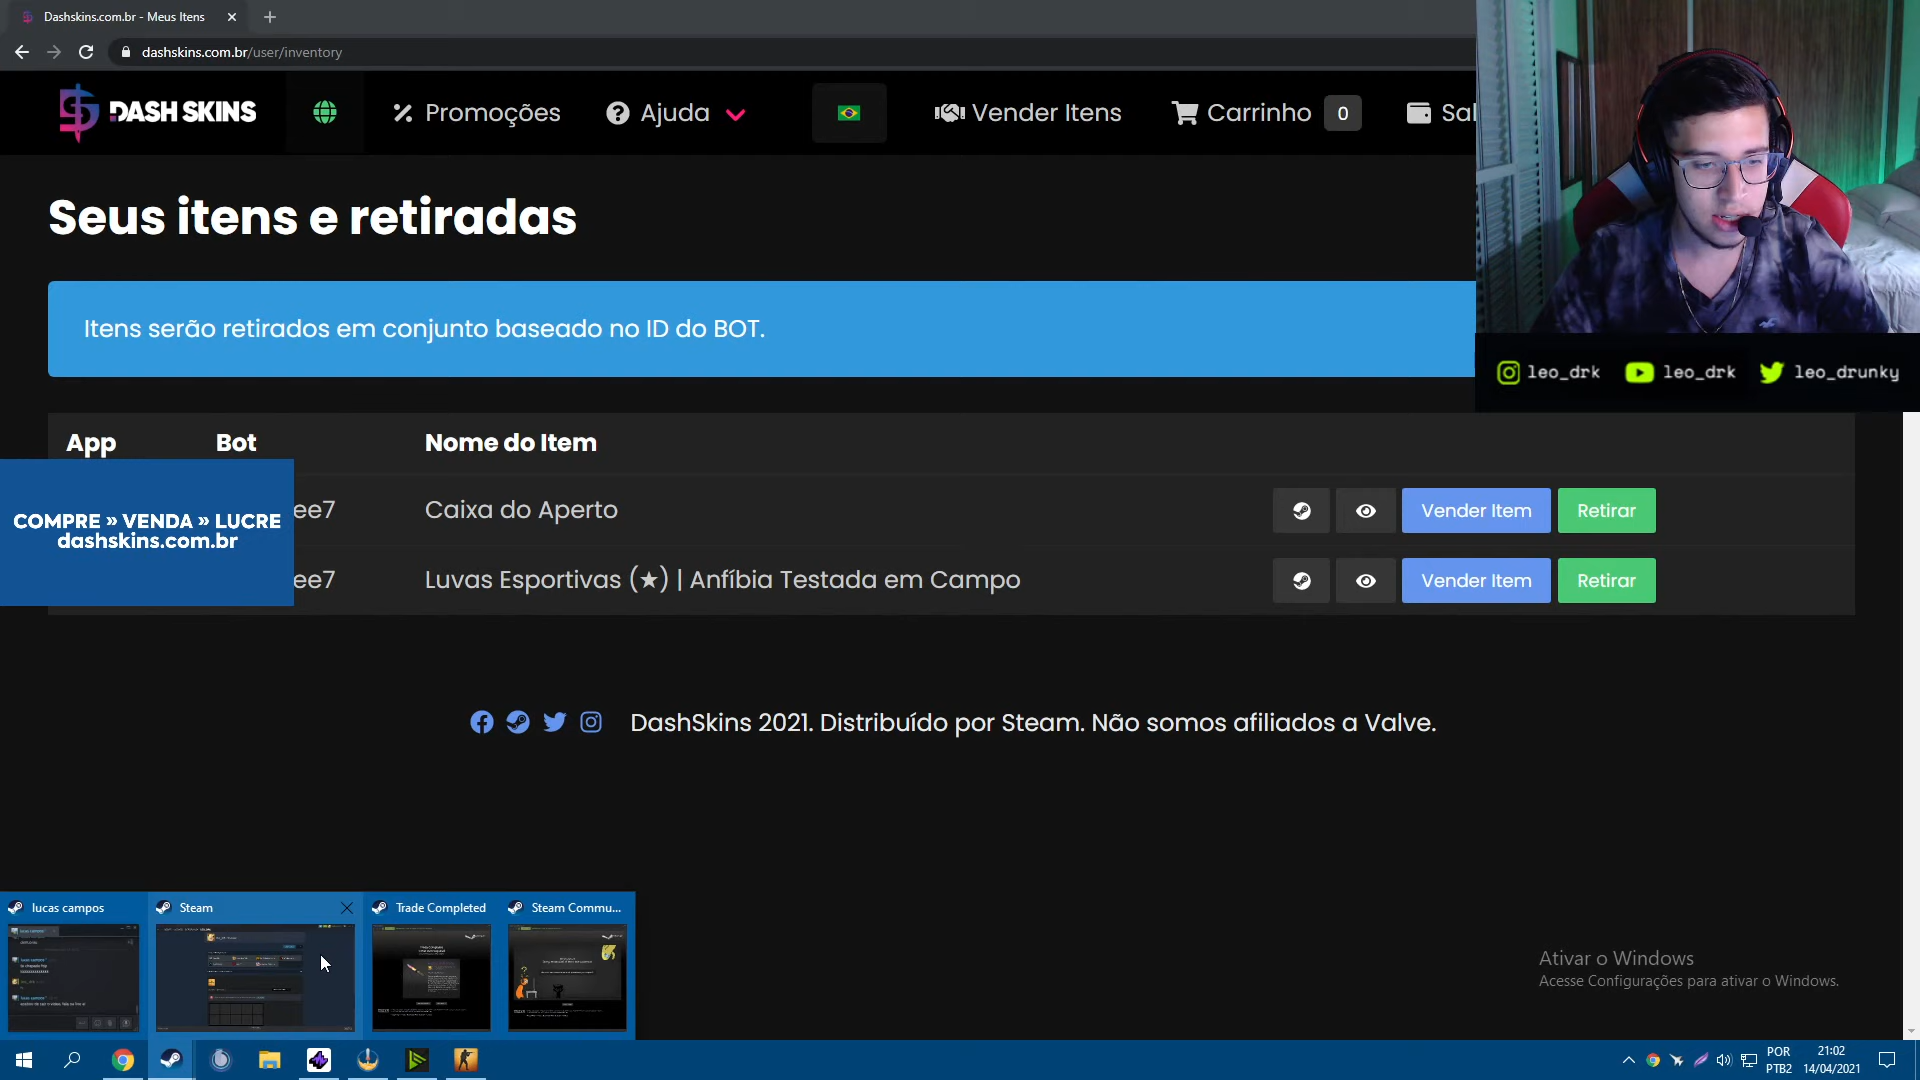 Dashskins.com.br - Meus Itens
dashskins.com.br/user/inventory
DASH SKINS
Promoções
Ajuda
Vender Itens
Carrinho 0
Sal
Seus itens e retiradas
Itens serão retirados em conjunto baseado no ID do BOT.
leo_drk leo_drk leo_drunky
App Bot Nome do Item
COMPRE » VENDA » LUCRE
dashskins.com.br
ee7 Caixa do Aperto Vender Item Retirar
ee7 Luvas Esportivas (★) | Anfíbia Testada em Campo Vender Item Retirar
DashSkins 2021. Distribuído por Steam. Não somos afiliados a Valve.
lucas campos Steam Trade Completed Steam Commu...
Ativar o Windows
Acesse Configurações para ativar o Windows.
POR
PTB2
21:02
14/04/2021